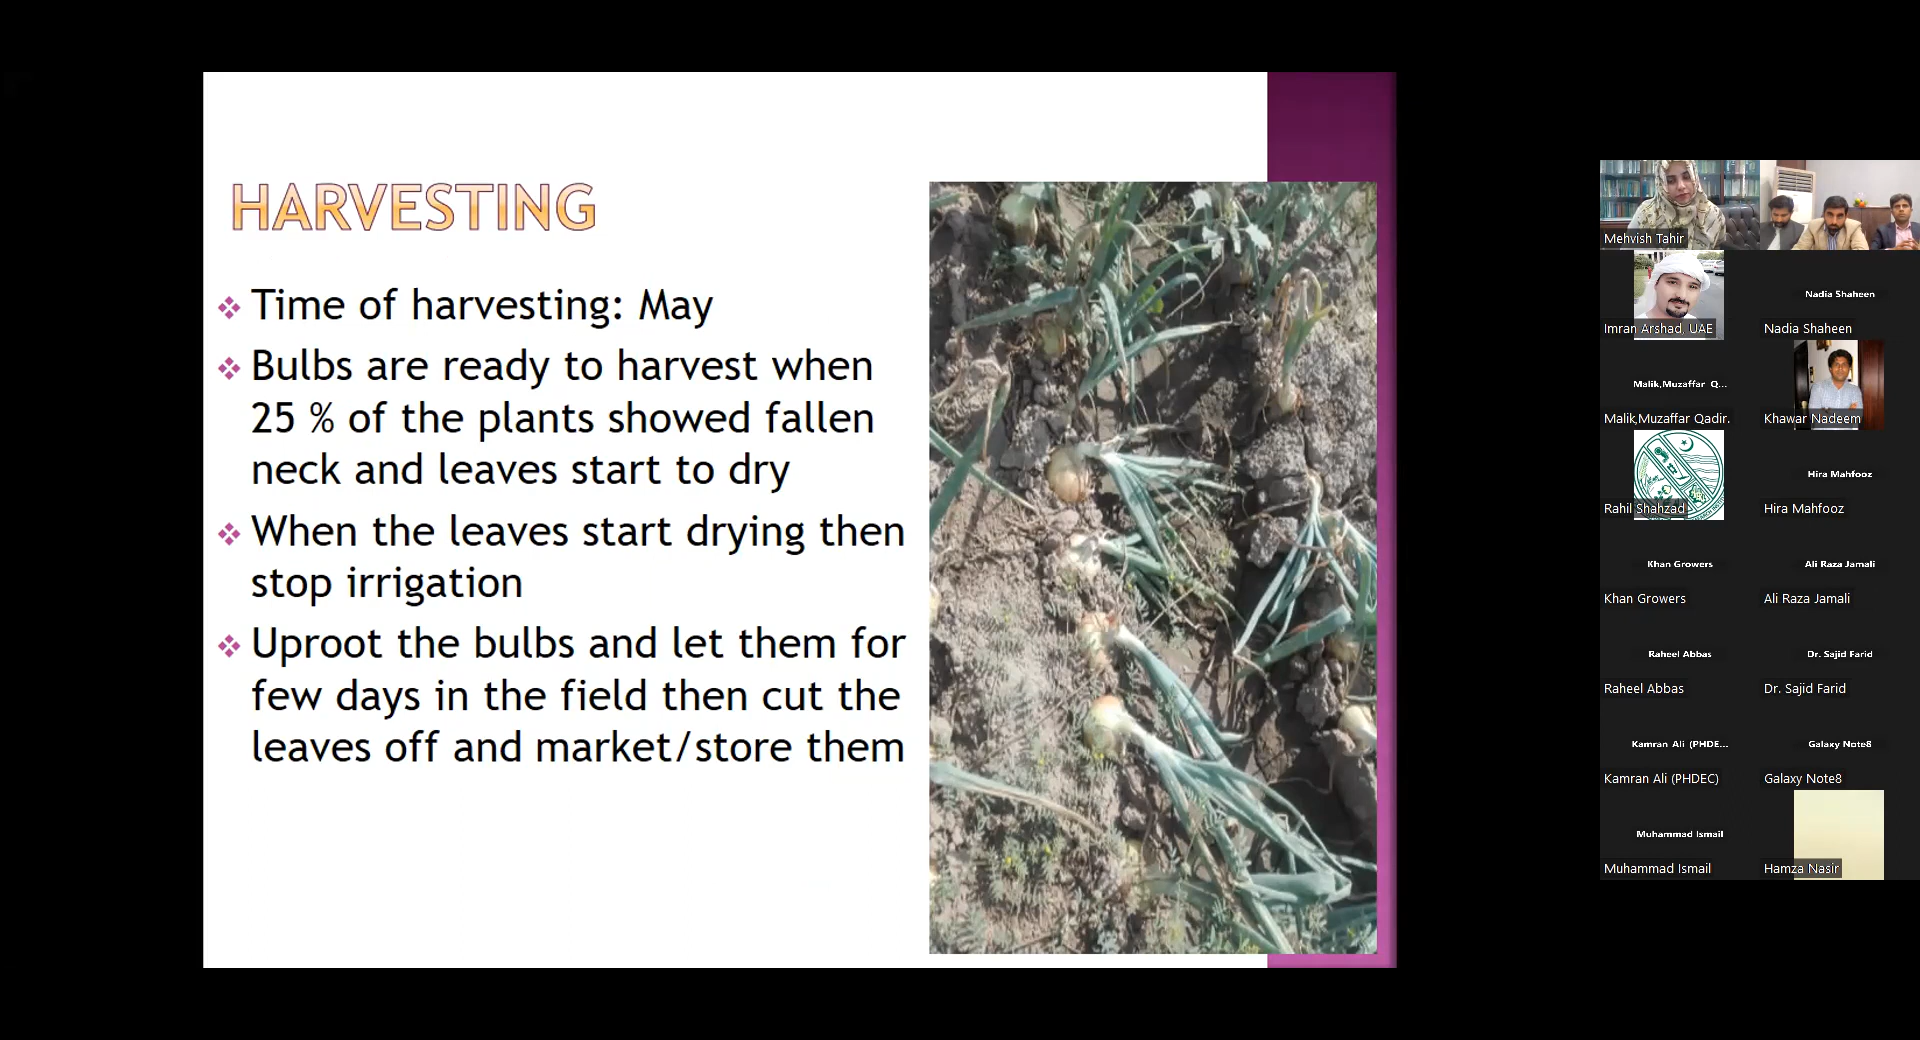 HARVESTING
Time of harvesting: May
Bulbs are ready to harvest when
25 % of the plants showed fallen
neck and leaves start to dry
When the leaves start drying then
stop irrigation
Uproot the bulbs and let them for
few days in the field then cut the
leaves off and market/store them
Mehvish Tahir
Imran Arshad, UAE
Nadia Shaheen
Nadia Shaheen
Malik,Muzaffar Q...
Malik,Muzaffar Qadir.
Khawar Nadeem
Rahil Shahzad
Hira Mahfooz
Hira Mahfooz
Khan Growers
Khan Growers
Ali Raza Jamali
Ali Raza Jamali
Raheel Abbas
Raheel Abbas
Dr. Sajid Farid
Dr. Sajid Farid
Kamran Ali (PHDE...
Kamran Ali (PHDEC)
Galaxy Note8
Galaxy Note8
Muhammad Ismail
Muhammad Ismail
Hamza Nasir